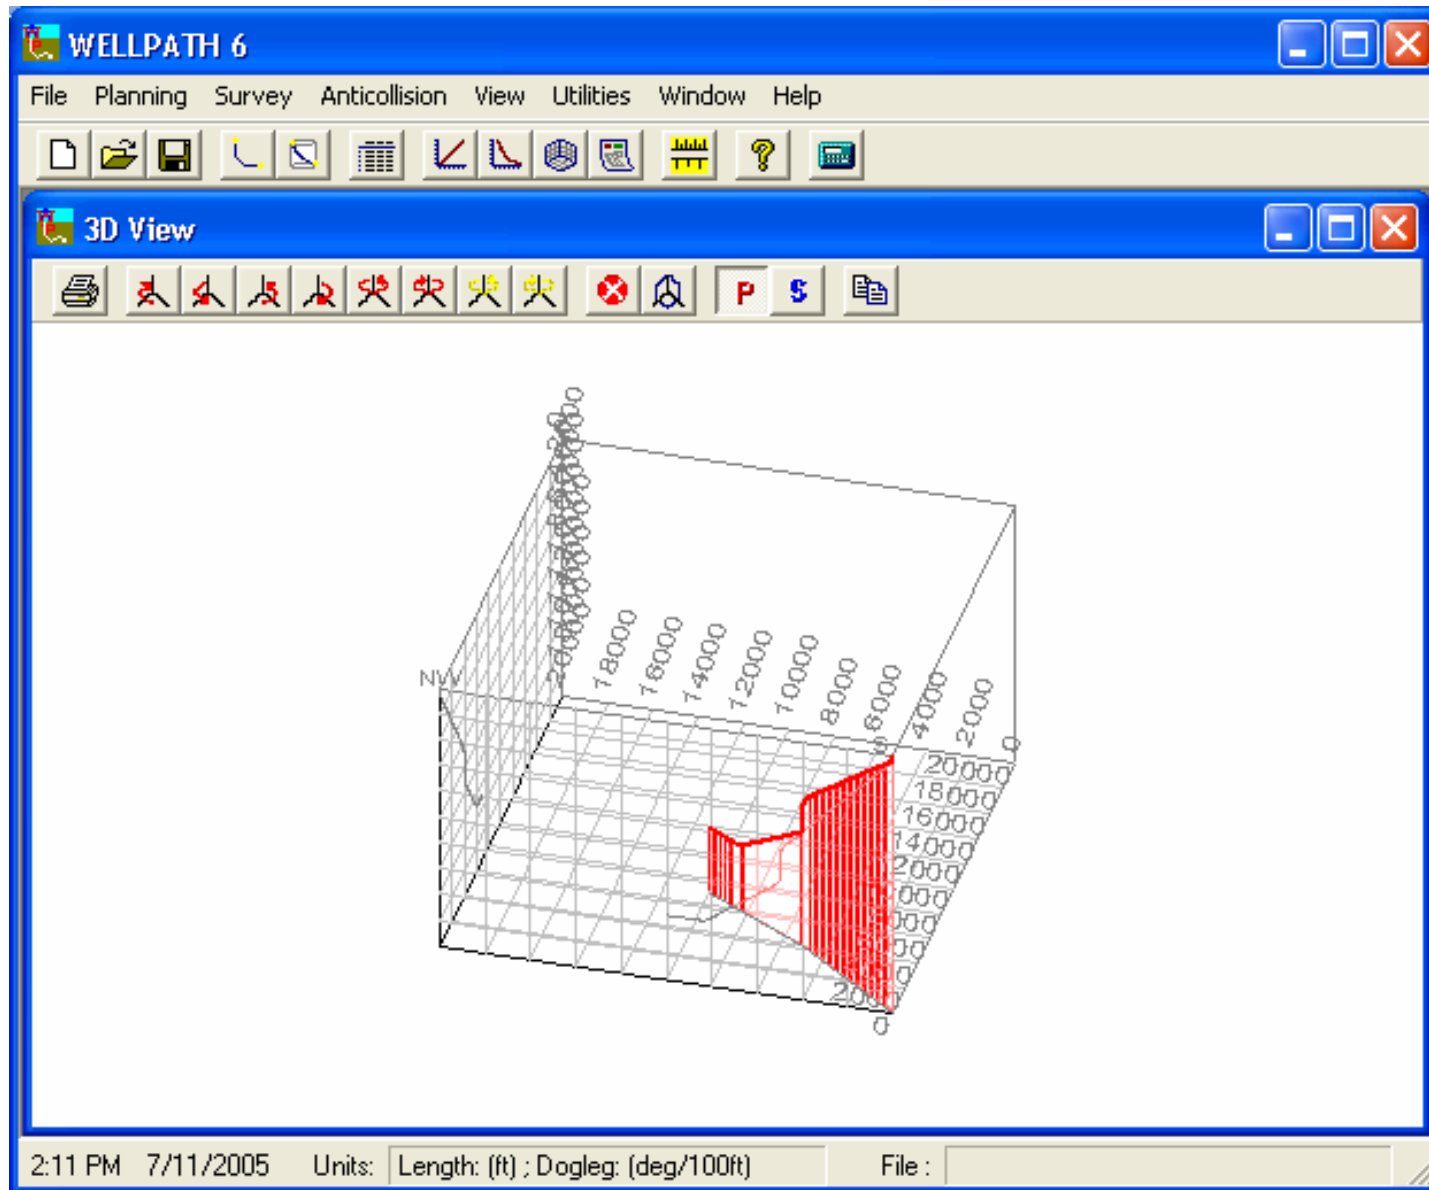 WELLPATH 6
File Planning Survey Anticollision View Utilities Window Help
3D View
P S
NW
18000
16000
14000
12000
10000
8000
6000
4000
2000
0
20000
18000
16000
14000
0
2:11 PM 7/11/2005 Units: Length: (ft) ; Dogleg: (deg/100ft) File :